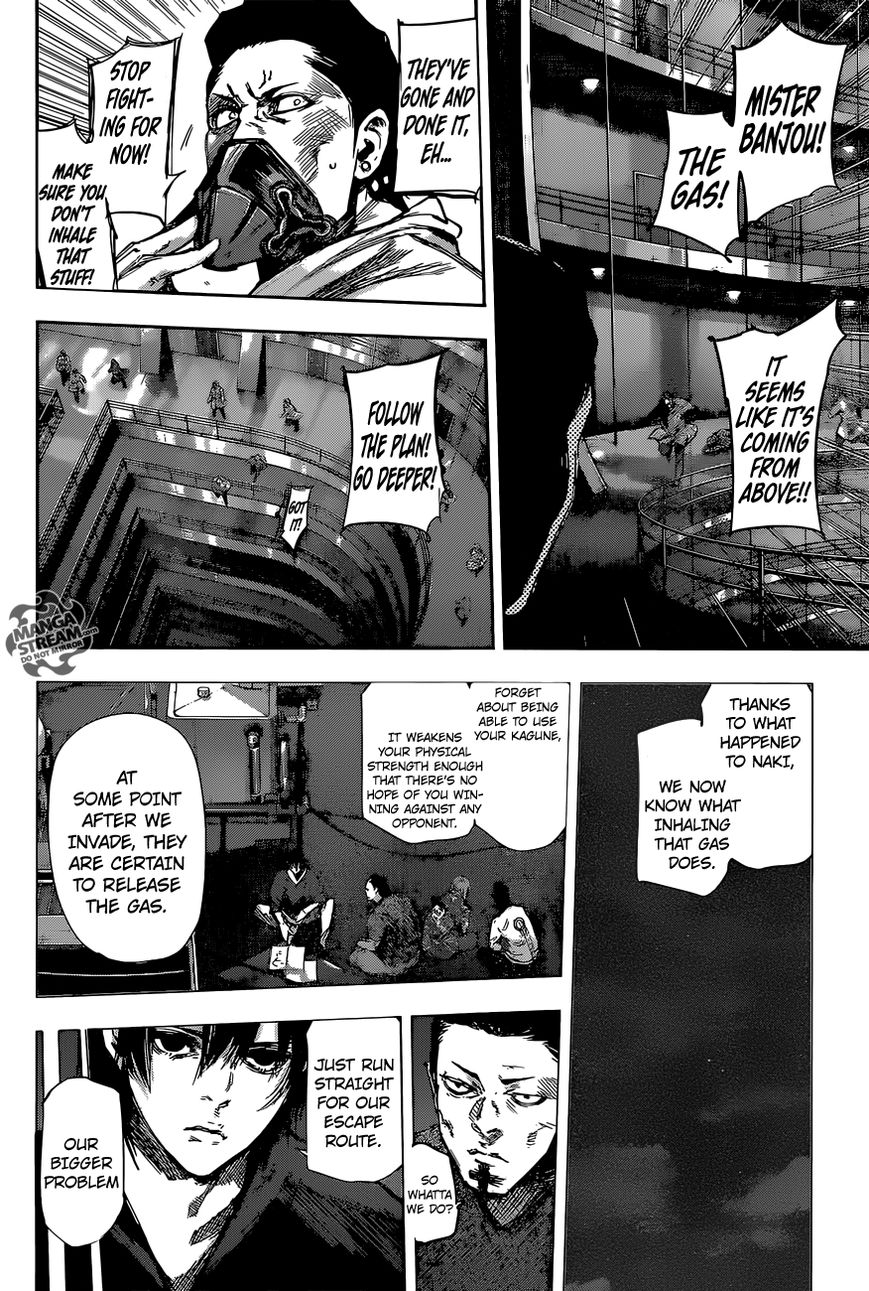 MISTER
BANJOU!
THE
GAS!
IT
SEEMS
LIKE IT'S
COMING
FROM
ABOVE!!
THEY'VE
GONE AND
DONE IT,
EH...
STOP
FIGHT-
ING FOR
NOW!
MAKE
SURE YOU
DON'T
INHALE
THAT
STUFF!
FOLLOW
THE PLAN!
GO DEEPER!
GOT
IT!
MANGA
STREAM.com
DO NOT MIRROR
THANKS
TO WHAT
HAPPENED
TO NAKI,
WE NOW
KNOW WHAT
INHALING
THAT GAS
DOES.
FORGET
ABOUT BEING
ABLE TO USE
YOUR KAGUNE,
IT WEAKENS
YOUR PHYSICAL
STRENGTH ENOUGH
THAT THERE'S NO
HOPE OF YOU WIN-
NING AGAINST ANY
OPPONENT.
AT
SOME POINT
AFTER WE
INVADE, THEY
ARE CERTAIN
TO RELEASE
THE GAS.
SO
WHATTA
WE DO?
JUST RUN
STRAIGHT
FOR OUR
ESCAPE
ROUTE.
OUR
BIGGER
PROBLEM